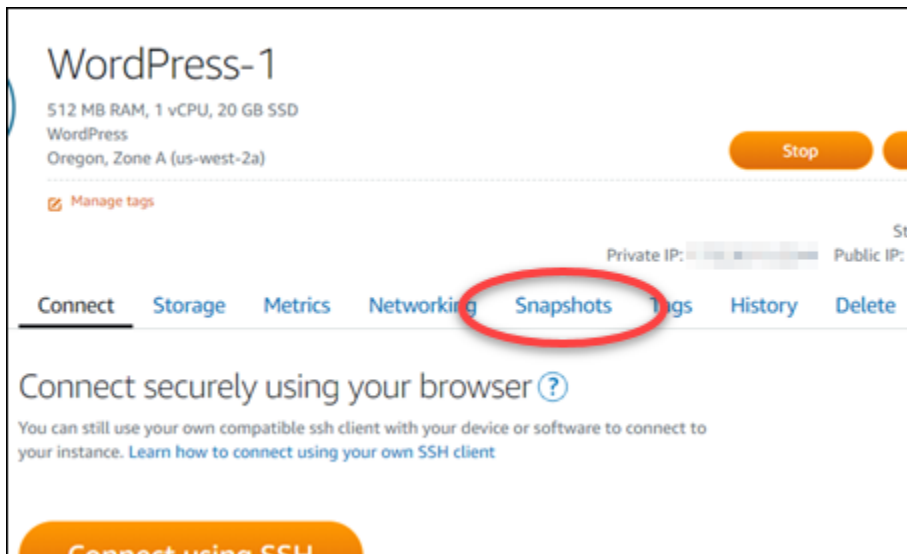 WordPress-1
512 MB RAM, 1 vCPU, 20 GB SSD
WordPress
Oregon, Zone A (us-west-2a)
Stop
Manage tags
Private IP: Public IP:
Connect Storage Metrics Networking Snapshots Tags History Delete
Connect securely using your browser ?
You can still use your own compatible ssh client with your device or software to connect to
your instance. Learn how to connect using your own SSH client
Connect using SSH